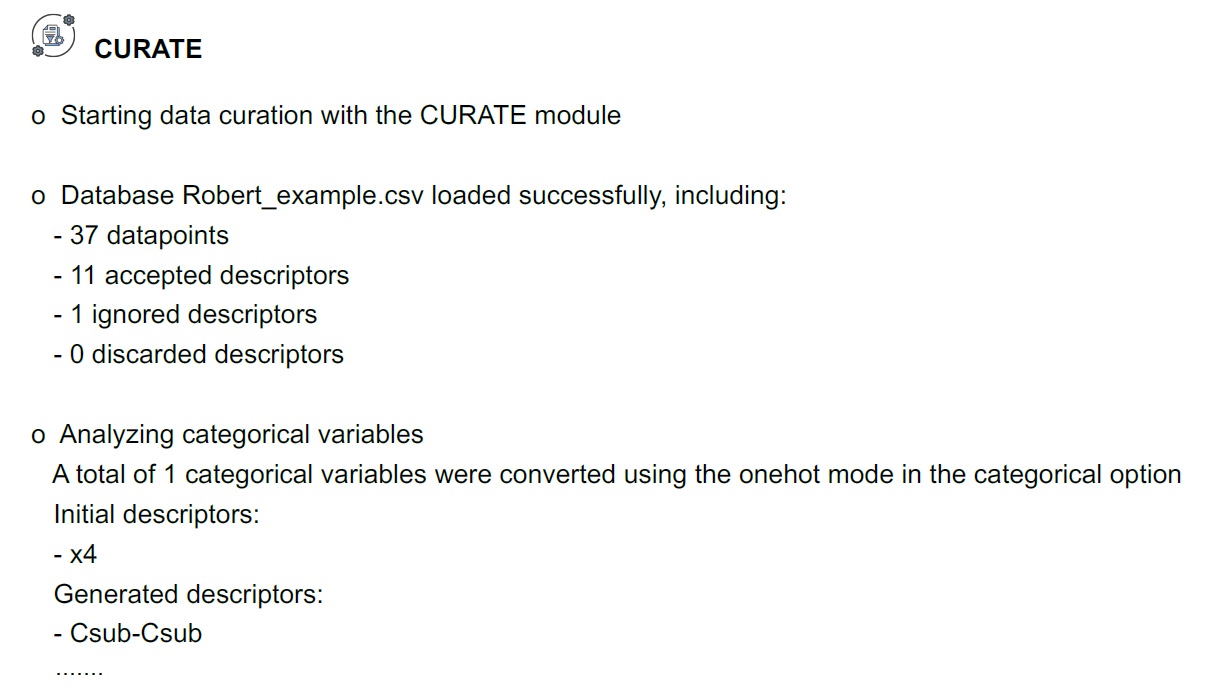 CURATE
o Starting data curation with the CURATE module
o Database Robert_example.csv loaded successfully, including:
- 37 datapoints
- 11 accepted descriptors
- 1 ignored descriptors
- 0 discarded descriptors
o Analyzing categorical variables
A total of 1 categorical variables were converted using the onehot mode in the categorical option
Initial descriptors:
- x4
Generated descriptors:
- Csub-Csub
.......